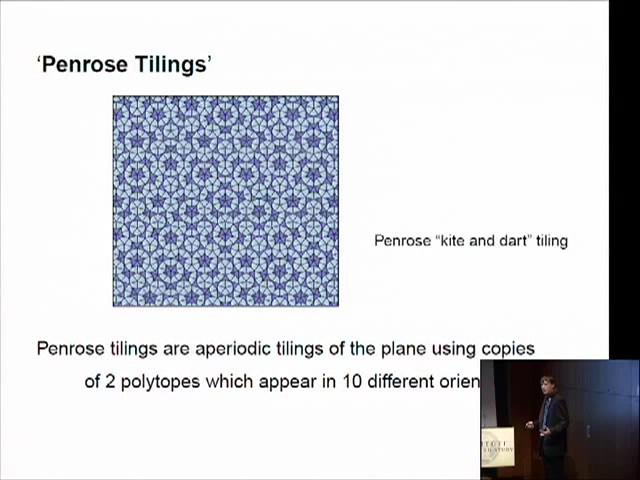 'Penrose Tilings'
Penrose "kite and dart" tiling
Penrose tilings are aperiodic tilings of the plane using copies
of 2 polytopes which appear in 10 different orien